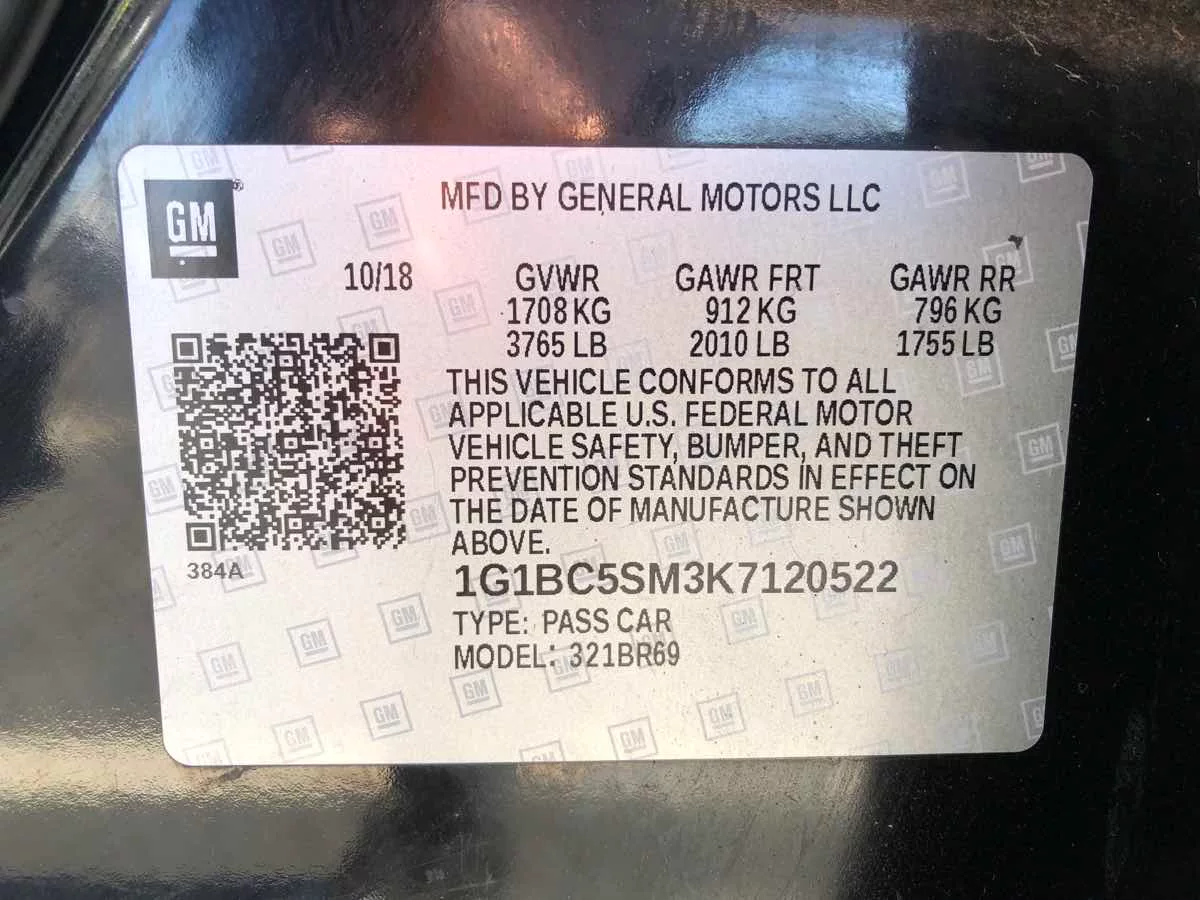 GM
MFD BY GENERAL MOTORS LLC
10/18 GVWR GAWR FRT GAWR RR
1708 KG 912 KG 796 KG
3765 LB 2010 LB 1755 LB
THIS VEHICLE CONFORMS TO ALL
APPLICABLE U.S. FEDERAL MOTOR
VEHICLE SAFETY, BUMPER, AND THEFT
PREVENTION STANDARDS IN EFFECT ON
THE DATE OF MANUFACTURE SHOWN
ABOVE.
384A
1G1BC5SM3K7120522
TYPE: PASS CAR
MODEL: 321BR69